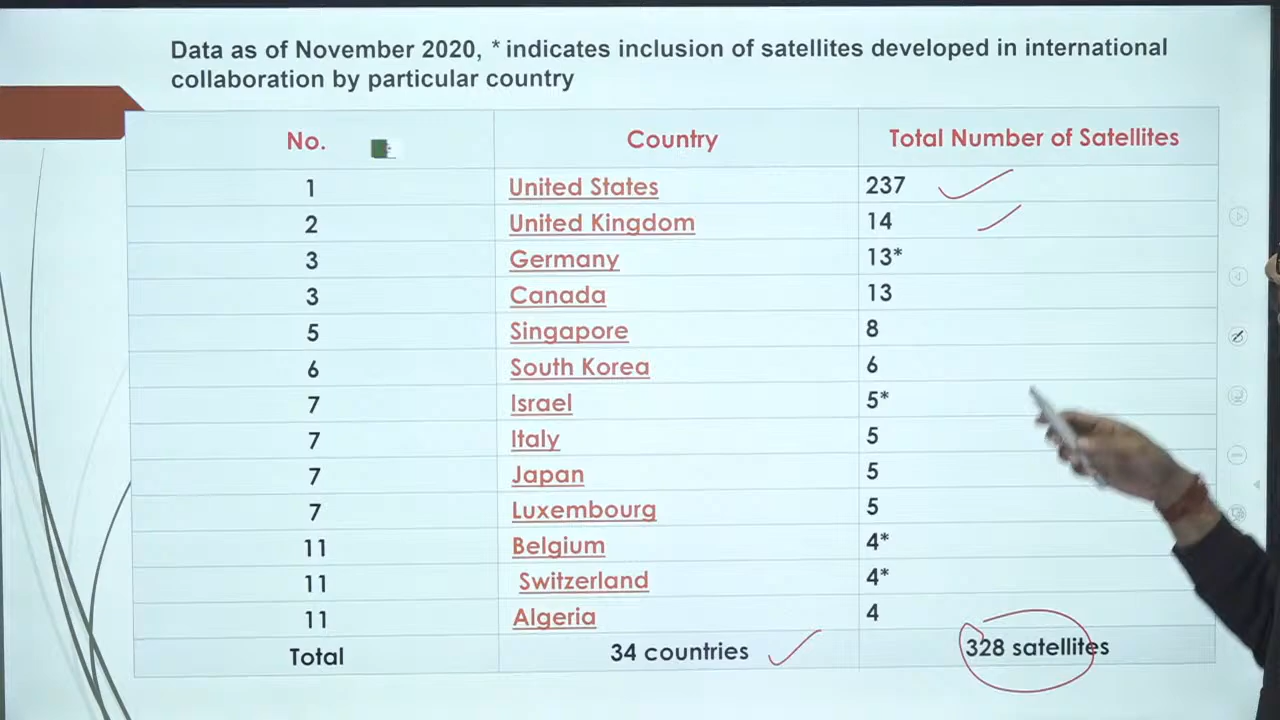 Data as of November 2020, * indicates inclusion of satellites developed in international
collaboration by particular country
No. Country Total Number of Satellites
1 United States 237
2 United Kingdom 14
3 Germany 13*
3 Canada 13
5 Singapore 8
6 South Korea 6
7 Israel 5*
7 Italy 5
7 Japan 5
7 Luxembourg 5
11 Belgium 4*
11 Switzerland 4*
11 Algeria 4
Total 34 countries 328 satellites